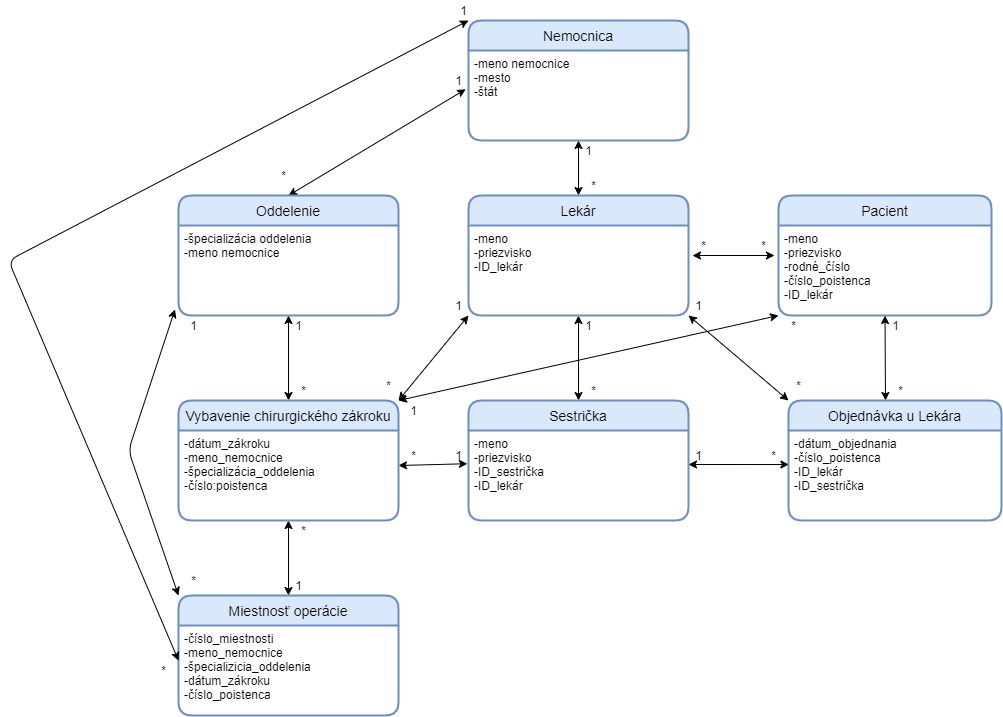 1
Nemocnica
-meno nemocnice
-mesto
-štát
1
1
*
*
Oddelenie
-špecializácia oddelenia
-meno nemocnice
Lekár
-meno
-priezvisko
-ID_lekár
*
*
Pacient
-meno
-priezvisko
-rodné_číslo
-číslo_poistenca
-ID_lekár
1
1
1
1
1
*
1
*
*
1
*
*
*
Vybavenie chirurgického zákroku
-dátum_zákroku
-meno_nemocnice
-špecializácia_oddelenia
-číslo:poistenca
*
1
Sestrička
-meno
-priezvisko
-ID_sestrička
-ID_lekár
1
*
Objednávka u Lekára
-dátum_objednania
-číslo_poistenca
-ID_lekár
-ID_sestrička
*
1
*
Miestnosť operácie
-číslo_miestnosti
-meno_nemocnice
-špecializicia_oddelenia
-dátum_zákroku
-číslo_poistenca
*